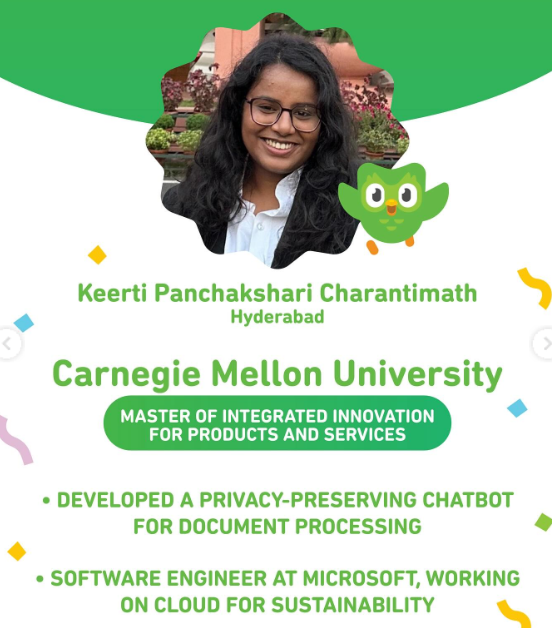 Keerti Panchakshari Charantimath
Hyderabad
Carnegie Mellon University
MASTER OF INTEGRATED INNOVATION
FOR PRODUCTS AND SERVICES
• DEVELOPED A PRIVACY-PRESERVING CHATBOT
FOR DOCUMENT PROCESSING
• SOFTWARE ENGINEER AT MICROSOFT, WORKING
ON CLOUD FOR SUSTAINABILITY